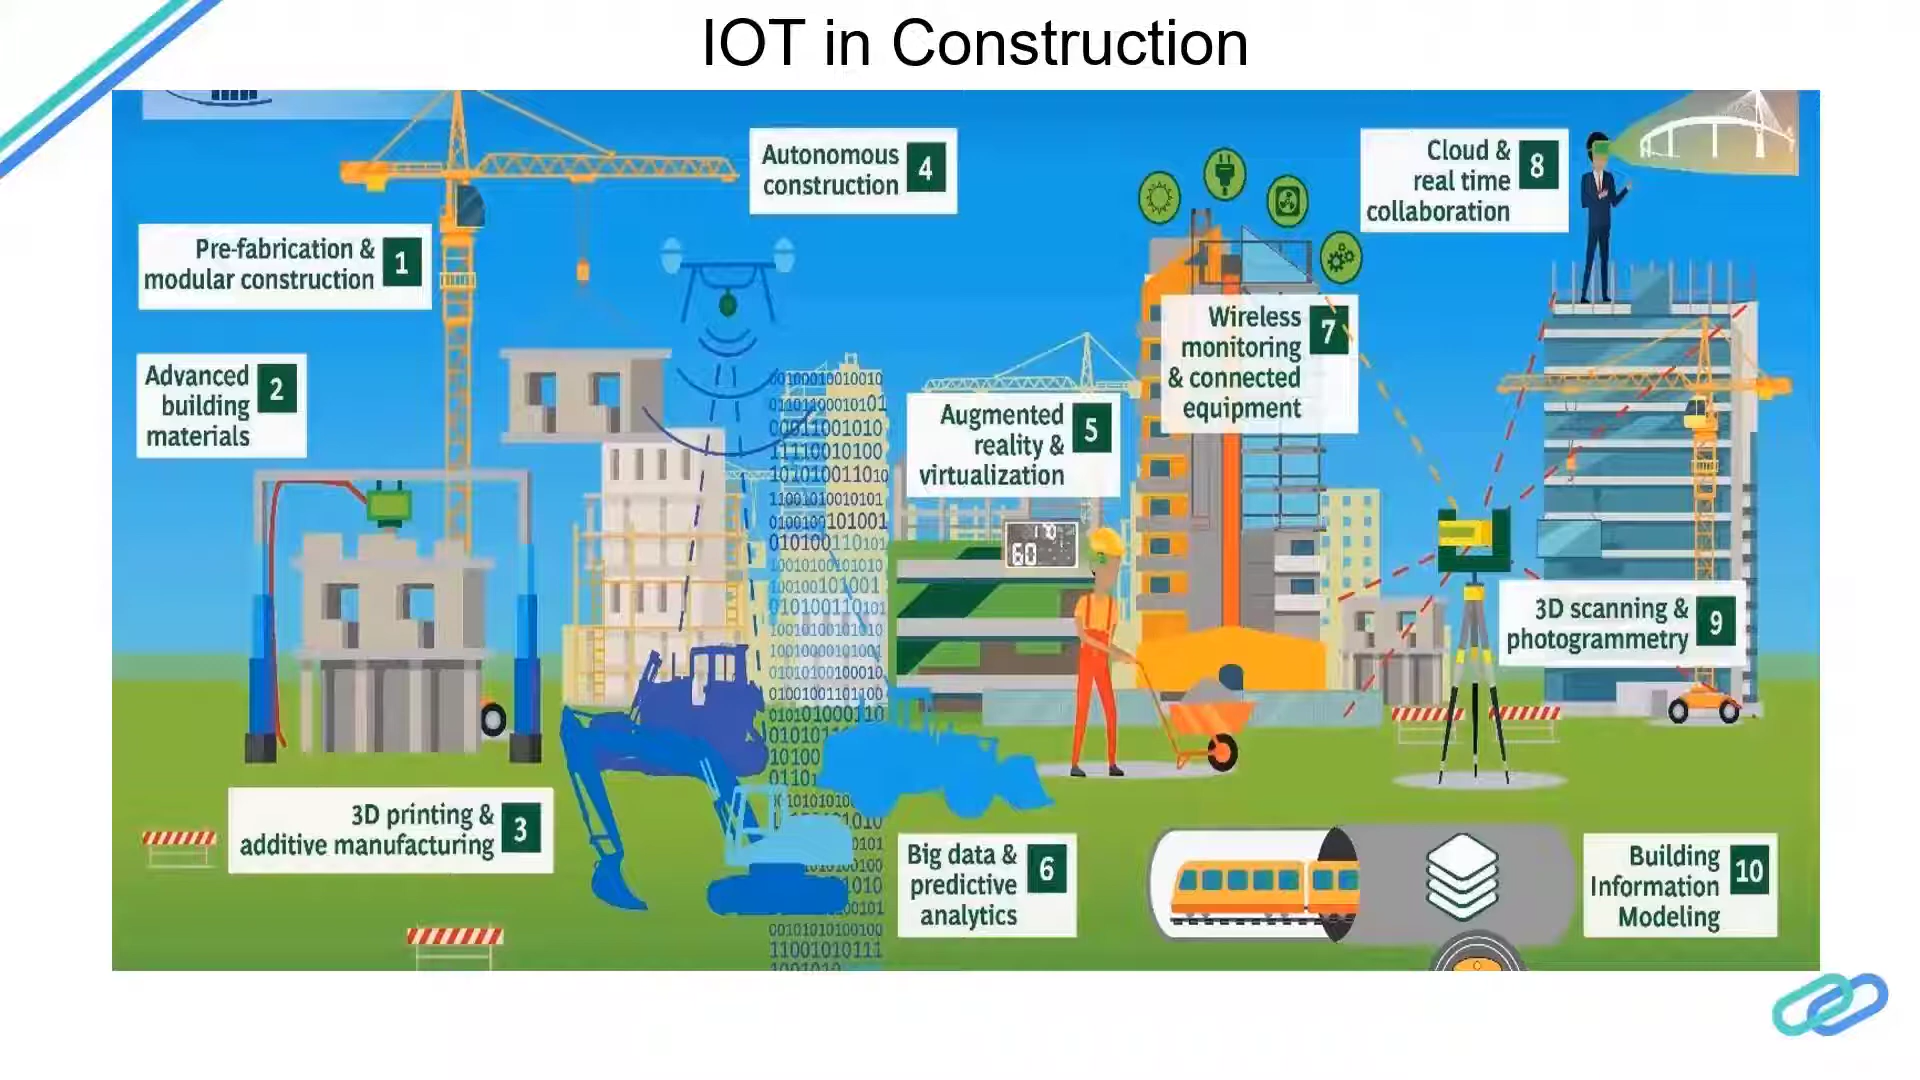 IOT in Construction
Pre-fabrication &
modular construction
1
Advanced
building
materials
2
3D printing &
additive manufacturing
3
Autonomous
construction
4
Augmented
reality &
virtualization
5
60
Big data &
predictive
analytics
6
Wireless
monitoring
& connected
equipment
7
Cloud &
real time
collaboration
8
3D scanning &
photogrammetry
9
Building
Information
Modeling
10